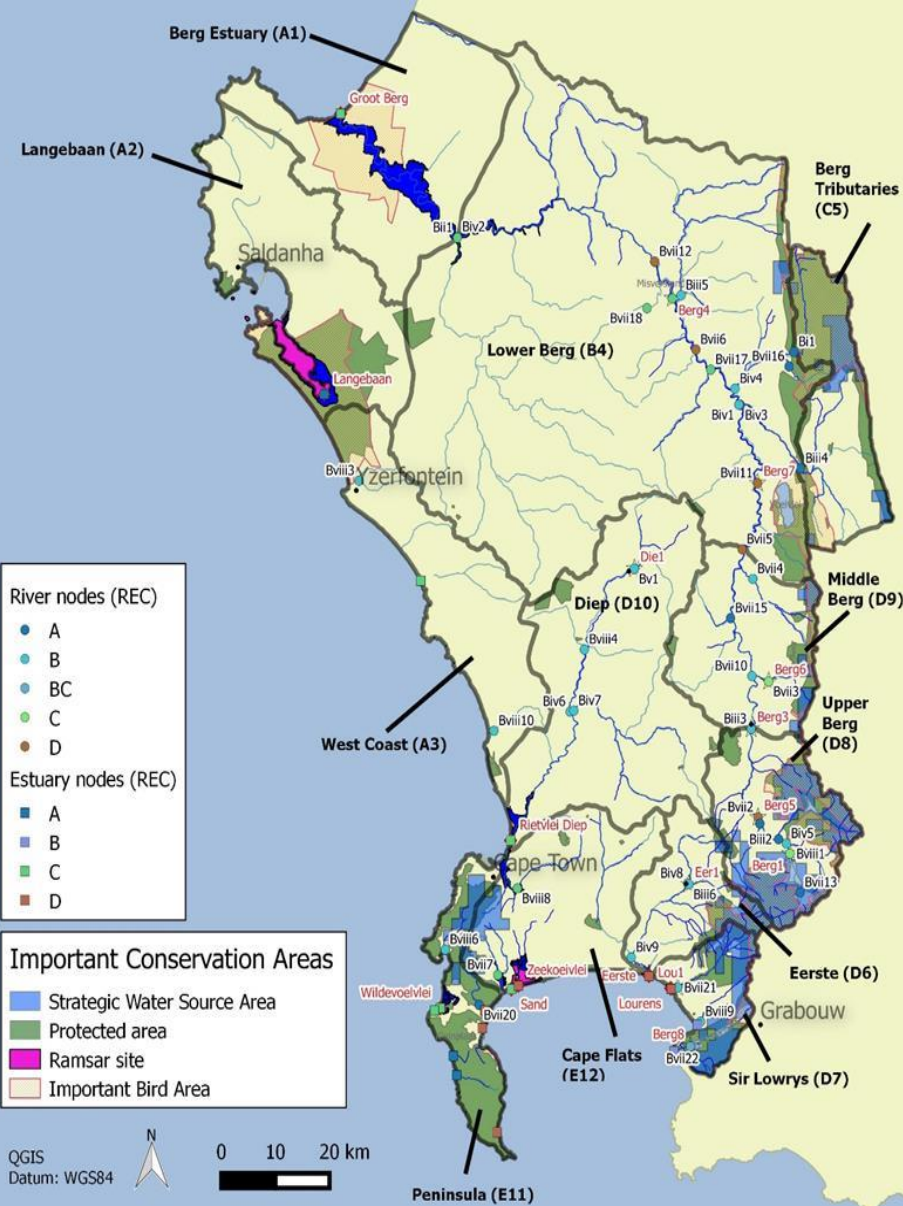 Berg Estuary (A1)
Groot Berg
Langebaan (A2)
Berg
Tributaries
(C5)
Saldanha
Bii1
Biv2
Bvii12
Biii5
Bvii18
Berg4
Lower Berg (B4)
Bvii6
Bvii17
Bvii16
Bi1
Biv4
Langebaan
Biv1
Biv3
Bviii3
Yzerfontein
Bvii11
Berg7
Biii4
Bvii5
Die1
Bv1
Bvii4
Middle
Berg (D9)
Diep (D10)
Bvii15
Bviii4
Bvii10
Berg6
Bvii3
Biv6
Biv7
Biii3
Berg3
Upper
Berg
(D8)
Bviii10
West Coast (A3)
Bvii2
Berg5
Rietvlei Diep
Biii2
Biv5
Bviii1
Berg1
Cape Town
Biv8
Eer1
Biii6
Bvii13
Bviii8
Bviii6
Biv9
Eerste (D6)
Bvii7
Zeekoeivlei
Eerste
Lou1
Bvii21
Wildevoelvlei
Sand
Lourens
Bviii9
Grabouw
Bvii20
Berg8
Bvii22
Cape Flats
(E12)
Sir Lowrys (D7)
Peninsula (E11)
River nodes (REC)
A
B
BC
C
D
Estuary nodes (REC)
A
B
C
D
Important Conservation Areas
Strategic Water Source Area
Protected area
Ramsar site
Important Bird Area
QGIS
Datum: WGS84
N
0 10 20 km